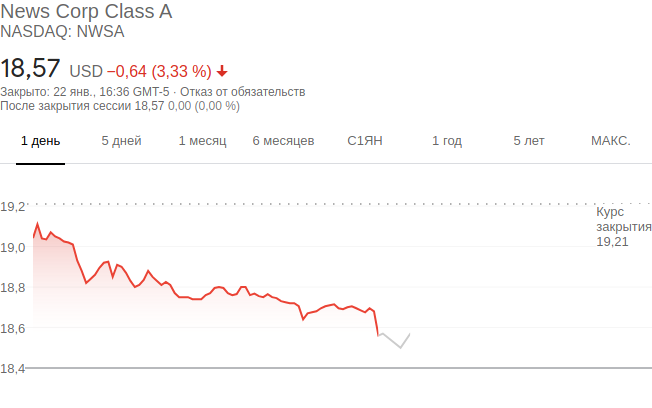 News Corp Class A
NASDAQ: NWSA
18,57 USD −0,64 (3,33 %)
Закрыто: 22 янв., 16:36 GMT-5 · Отказ от обязательств
После закрытия сессии 18,57 0,00 (0,00 %)
1 день 5 дней 1 месяц 6 месяцев С1ЯН 1 год 5 лет МАКС.
19,2
Курс
закрытия
19,21
19,0
18,8
18,6
18,4